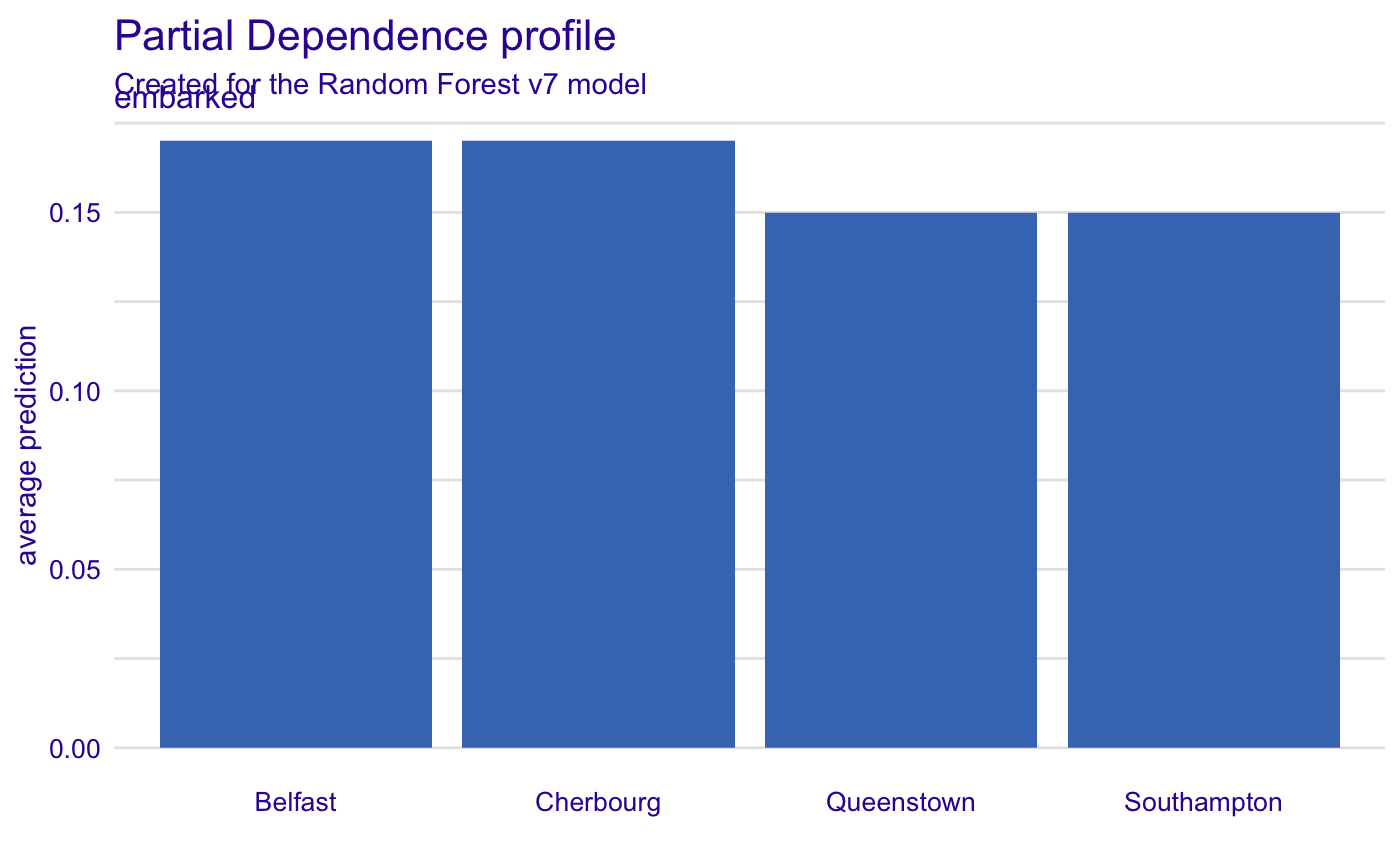 Partial Dependence profile
Created for the Random Forest v7 model
embarked
average prediction
0.15
0.10
0.05
0.00
Belfast
Cherbourg
Queenstown
Southampton